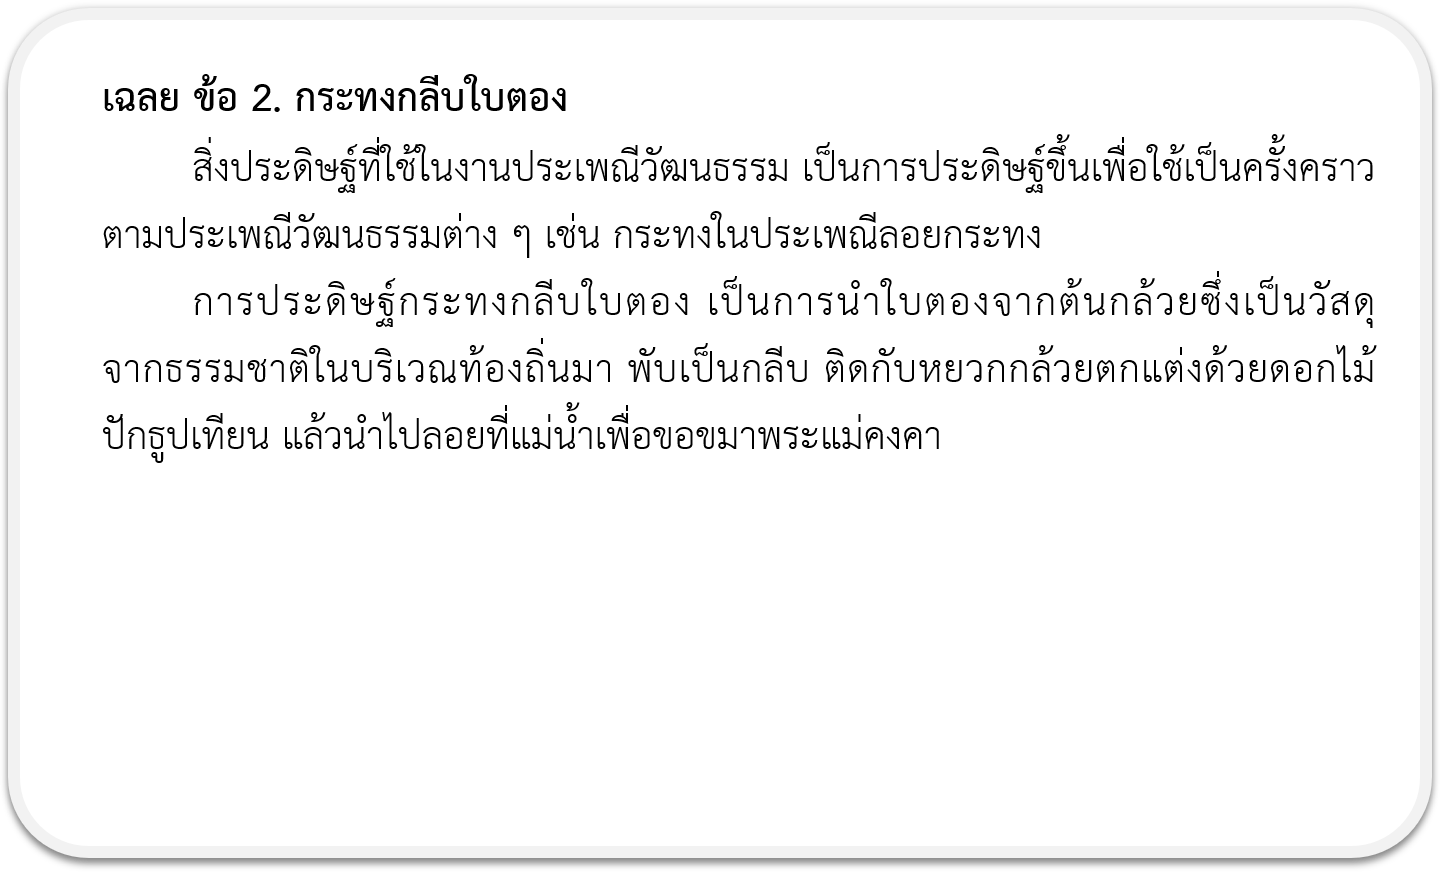 เฉลย ข้อ 2. กระทงกลีบใบตอง
สิ่งประดิษฐ์ที่ใช้ในงานประเพณีวัฒนธรรม เป็นการประดิษฐ์ขึ้นเพื่อใช้เป็นครั้งคราว
ตามประเพณีวัฒนธรรมต่าง ๆ เช่น กระทงในประเพณีลอยกระทง
การประดิษฐ์กระทงกลีบใบตอง เป็นการนำใบตองจากต้นกล้วยซึ่งเป็นวัสดุ
จากธรรมชาติในบริเวณท้องถิ่นมา พับเป็นกลีบ ติดกับหยวกกล้วยตกแต่งด้วยดอกไม้
ปักธูปเทียน แล้วนำไปลอยที่แม่น้ำเพื่อขอขมาพระแม่คงคา